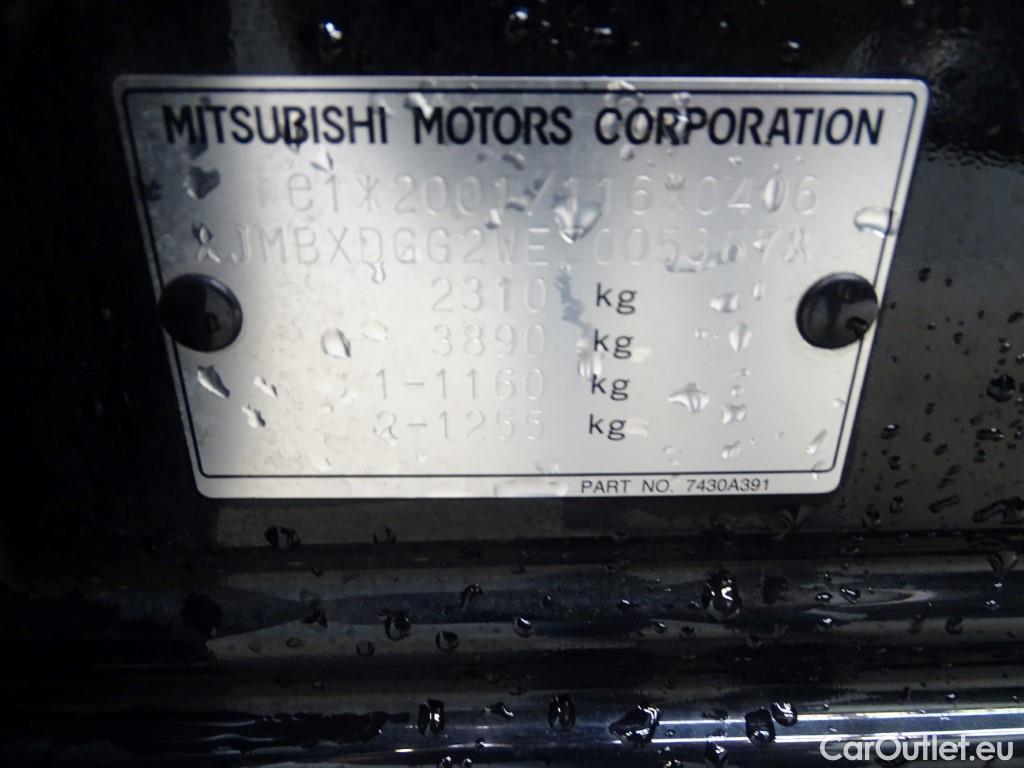 MITSUBISHI MOTORS CORPORATION
e1*2001/116*0406
2310 kg
3890 kg
1-1160 kg
2-1255 kg
PART NO. 7430A391
CarOutlet.eu